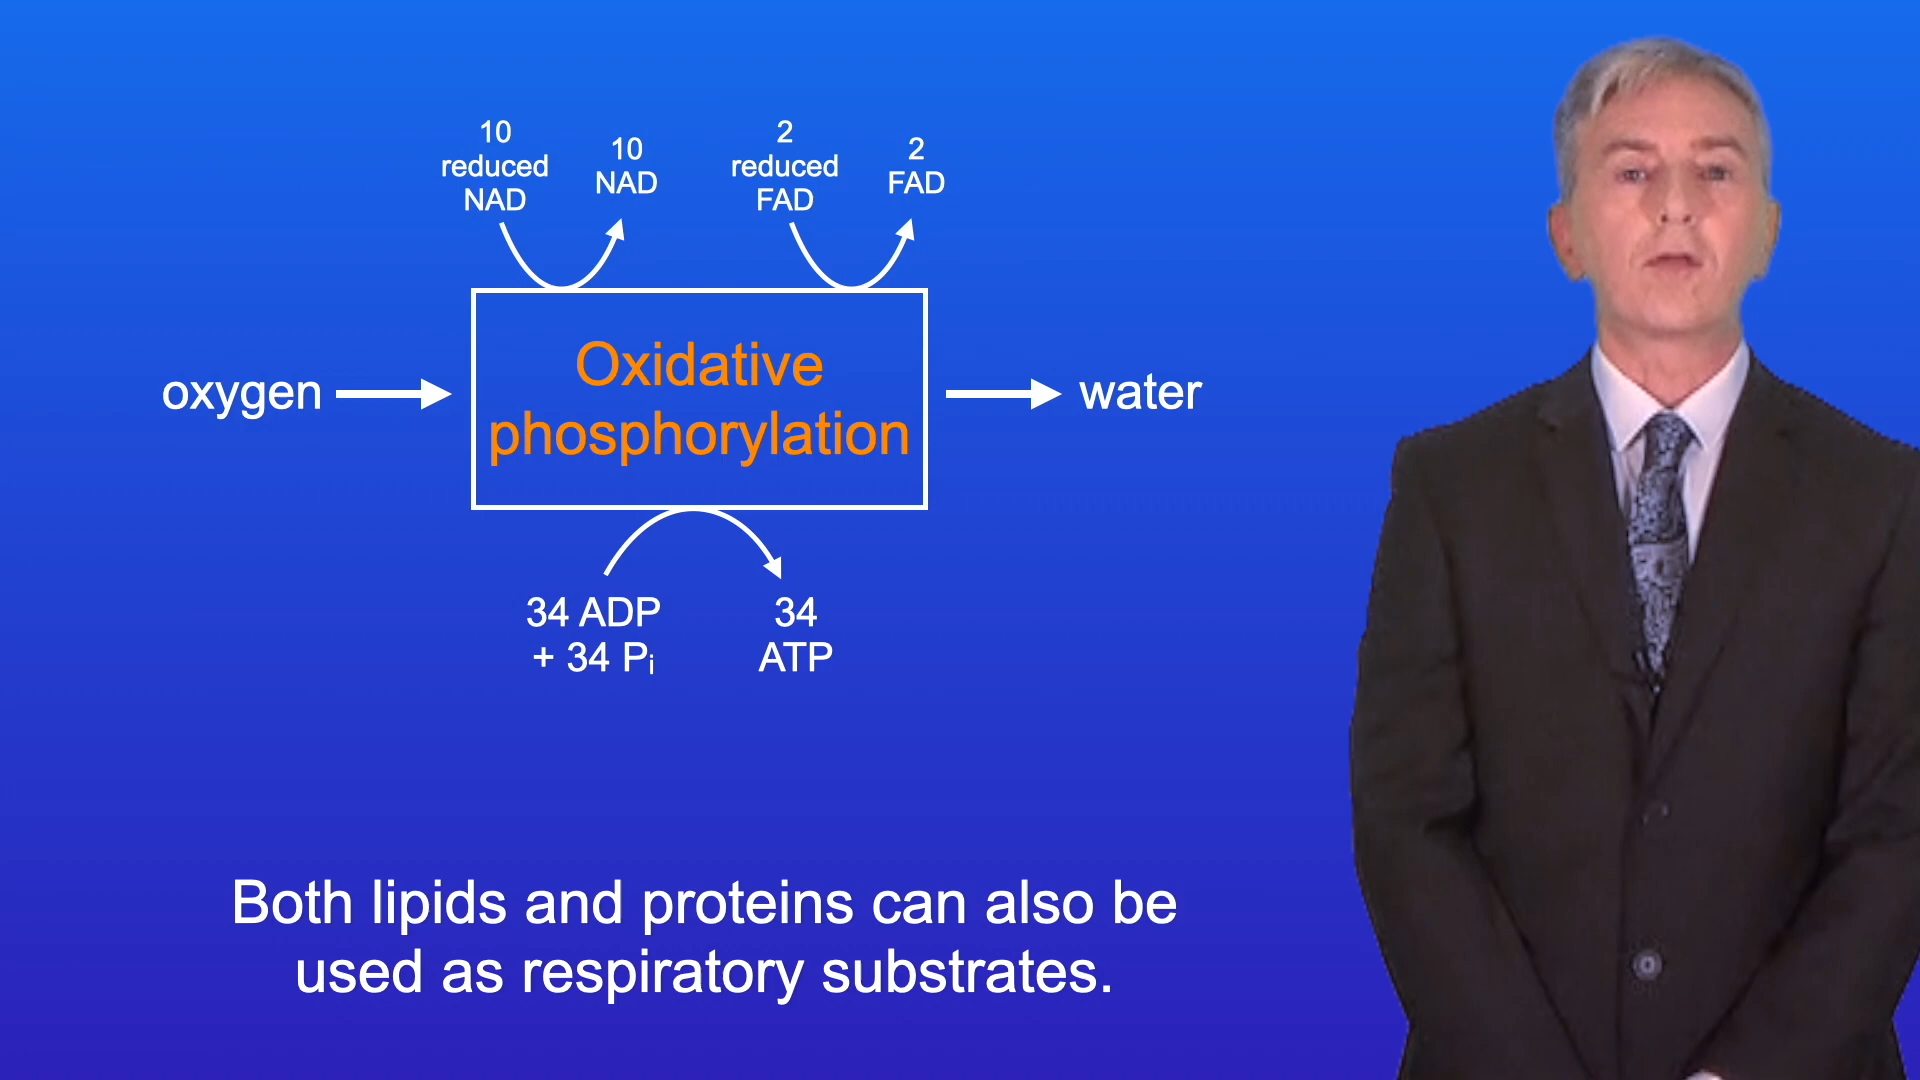 10
reduced
NAD
10
NAD
2
reduced
FAD
2
FAD
oxygen
Oxidative
phosphorylation
water
34 ADP
+ 34 Pᵢ
34
ATP
Both lipids and proteins can also be
used as respiratory substrates.